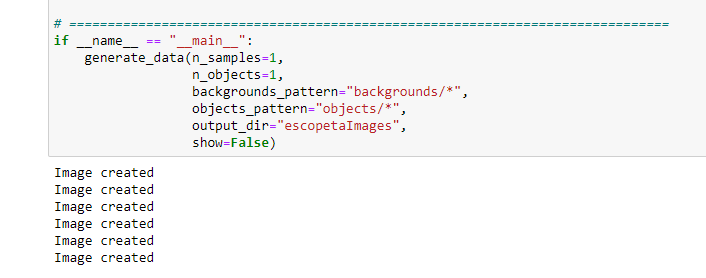 # ================================================================================
if __name__ == "__main__":
    generate_data(n_samples=1,
                  n_objects=1,
                  backgrounds_pattern="backgrounds/*",
                  objects_pattern="objects/*",
                  output_dir="escopetaImages",
                  show=False)
Image created
Image created
Image created
Image created
Image created
Image created